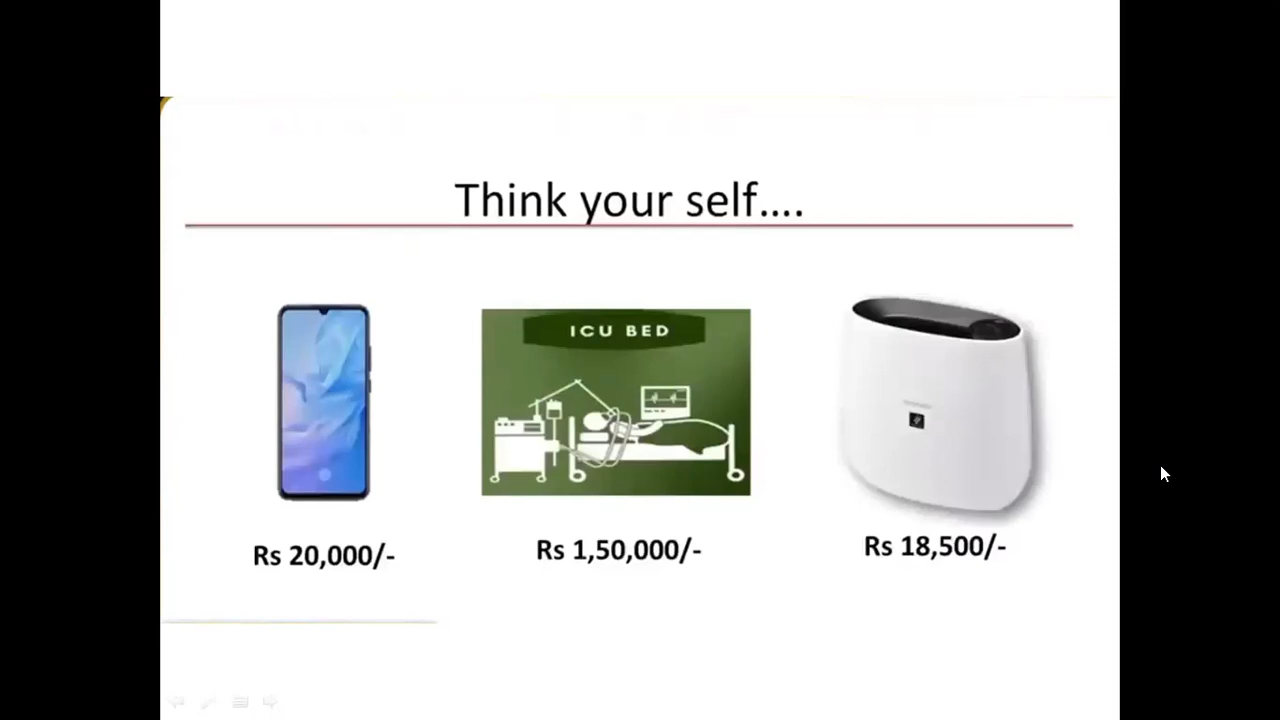 Think your self....
ICU BED
Rs 20,000/-
Rs 1,50,000/-
Rs 18,500/-